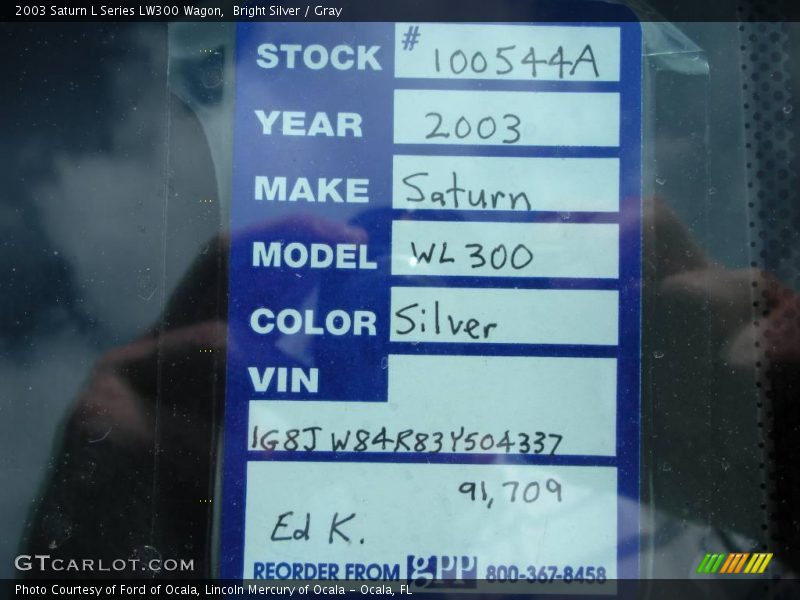 2003 Saturn L Series LW300 Wagon,  Bright Silver / Gray
STOCK # 100544A
YEAR 2003
MAKE Saturn
MODEL WL300
COLOR Silver
VIN
1G8JW84R83Y504337
91,709
Ed K.
REORDER FROM gpp 800-367-8458
GTCARLOT.COM
Photo Courtesy of Ford of Ocala, Lincoln Mercury of Ocala - Ocala, FL